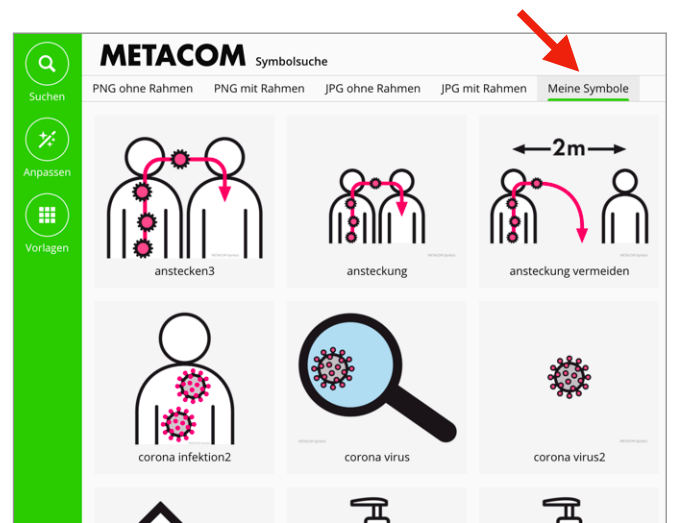 METACOM Symbolsuche
Suchen
Anpassen
Vorlagen
PNG ohne Rahmen PNG mit Rahmen JPG ohne Rahmen JPG mit Rahmen Meine Symbole
2m
anstecken3 ansteckung ansteckung vermeiden
corona infektion2 corona virus corona virus2